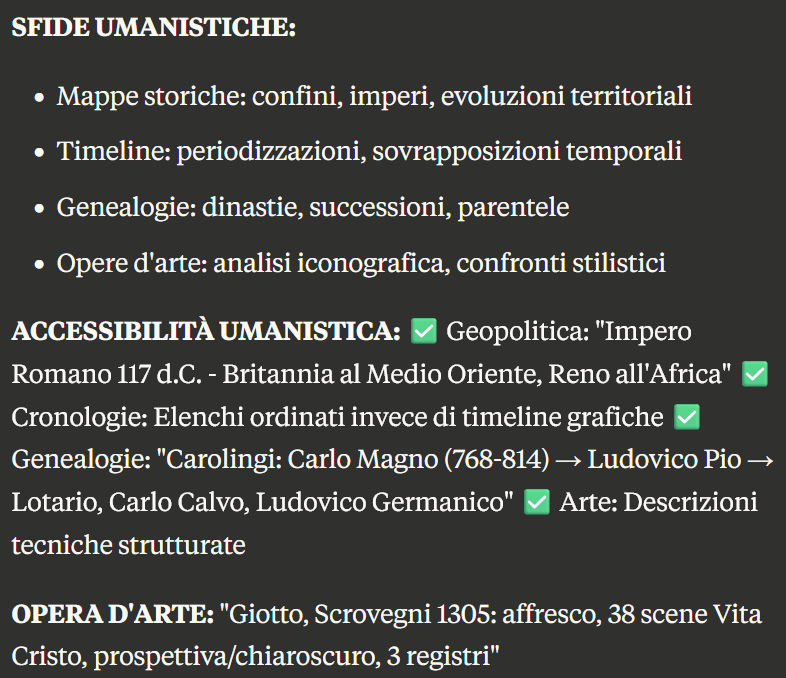 SFIDE UMANISTICHE:
• Mappe storiche: confini, imperi, evoluzioni territoriali
• Timeline: periodizzazioni, sovrapposizioni temporali
• Genealogie: dinastie, successioni, parentele
• Opere d'arte: analisi iconografica, confronti stilistici
ACCESSIBILITÀ UMANISTICA: ✅ Geopolitica: "Impero
Romano 117 d.C. - Britannia al Medio Oriente, Reno all'Africa" ✅
Cronologie: Elenchi ordinati invece di timeline grafiche ✅
Genealogie: "Carolingi: Carlo Magno (768-814) → Ludovico Pio →
Lotario, Carlo Calvo, Ludovico Germanico" ✅ Arte: Descrizioni
tecniche strutturate
OPERA D'ARTE: "Giotto, Scrovegni 1305: affresco, 38 scene Vita
Cristo, prospettiva/chiaroscuro, 3 registri"